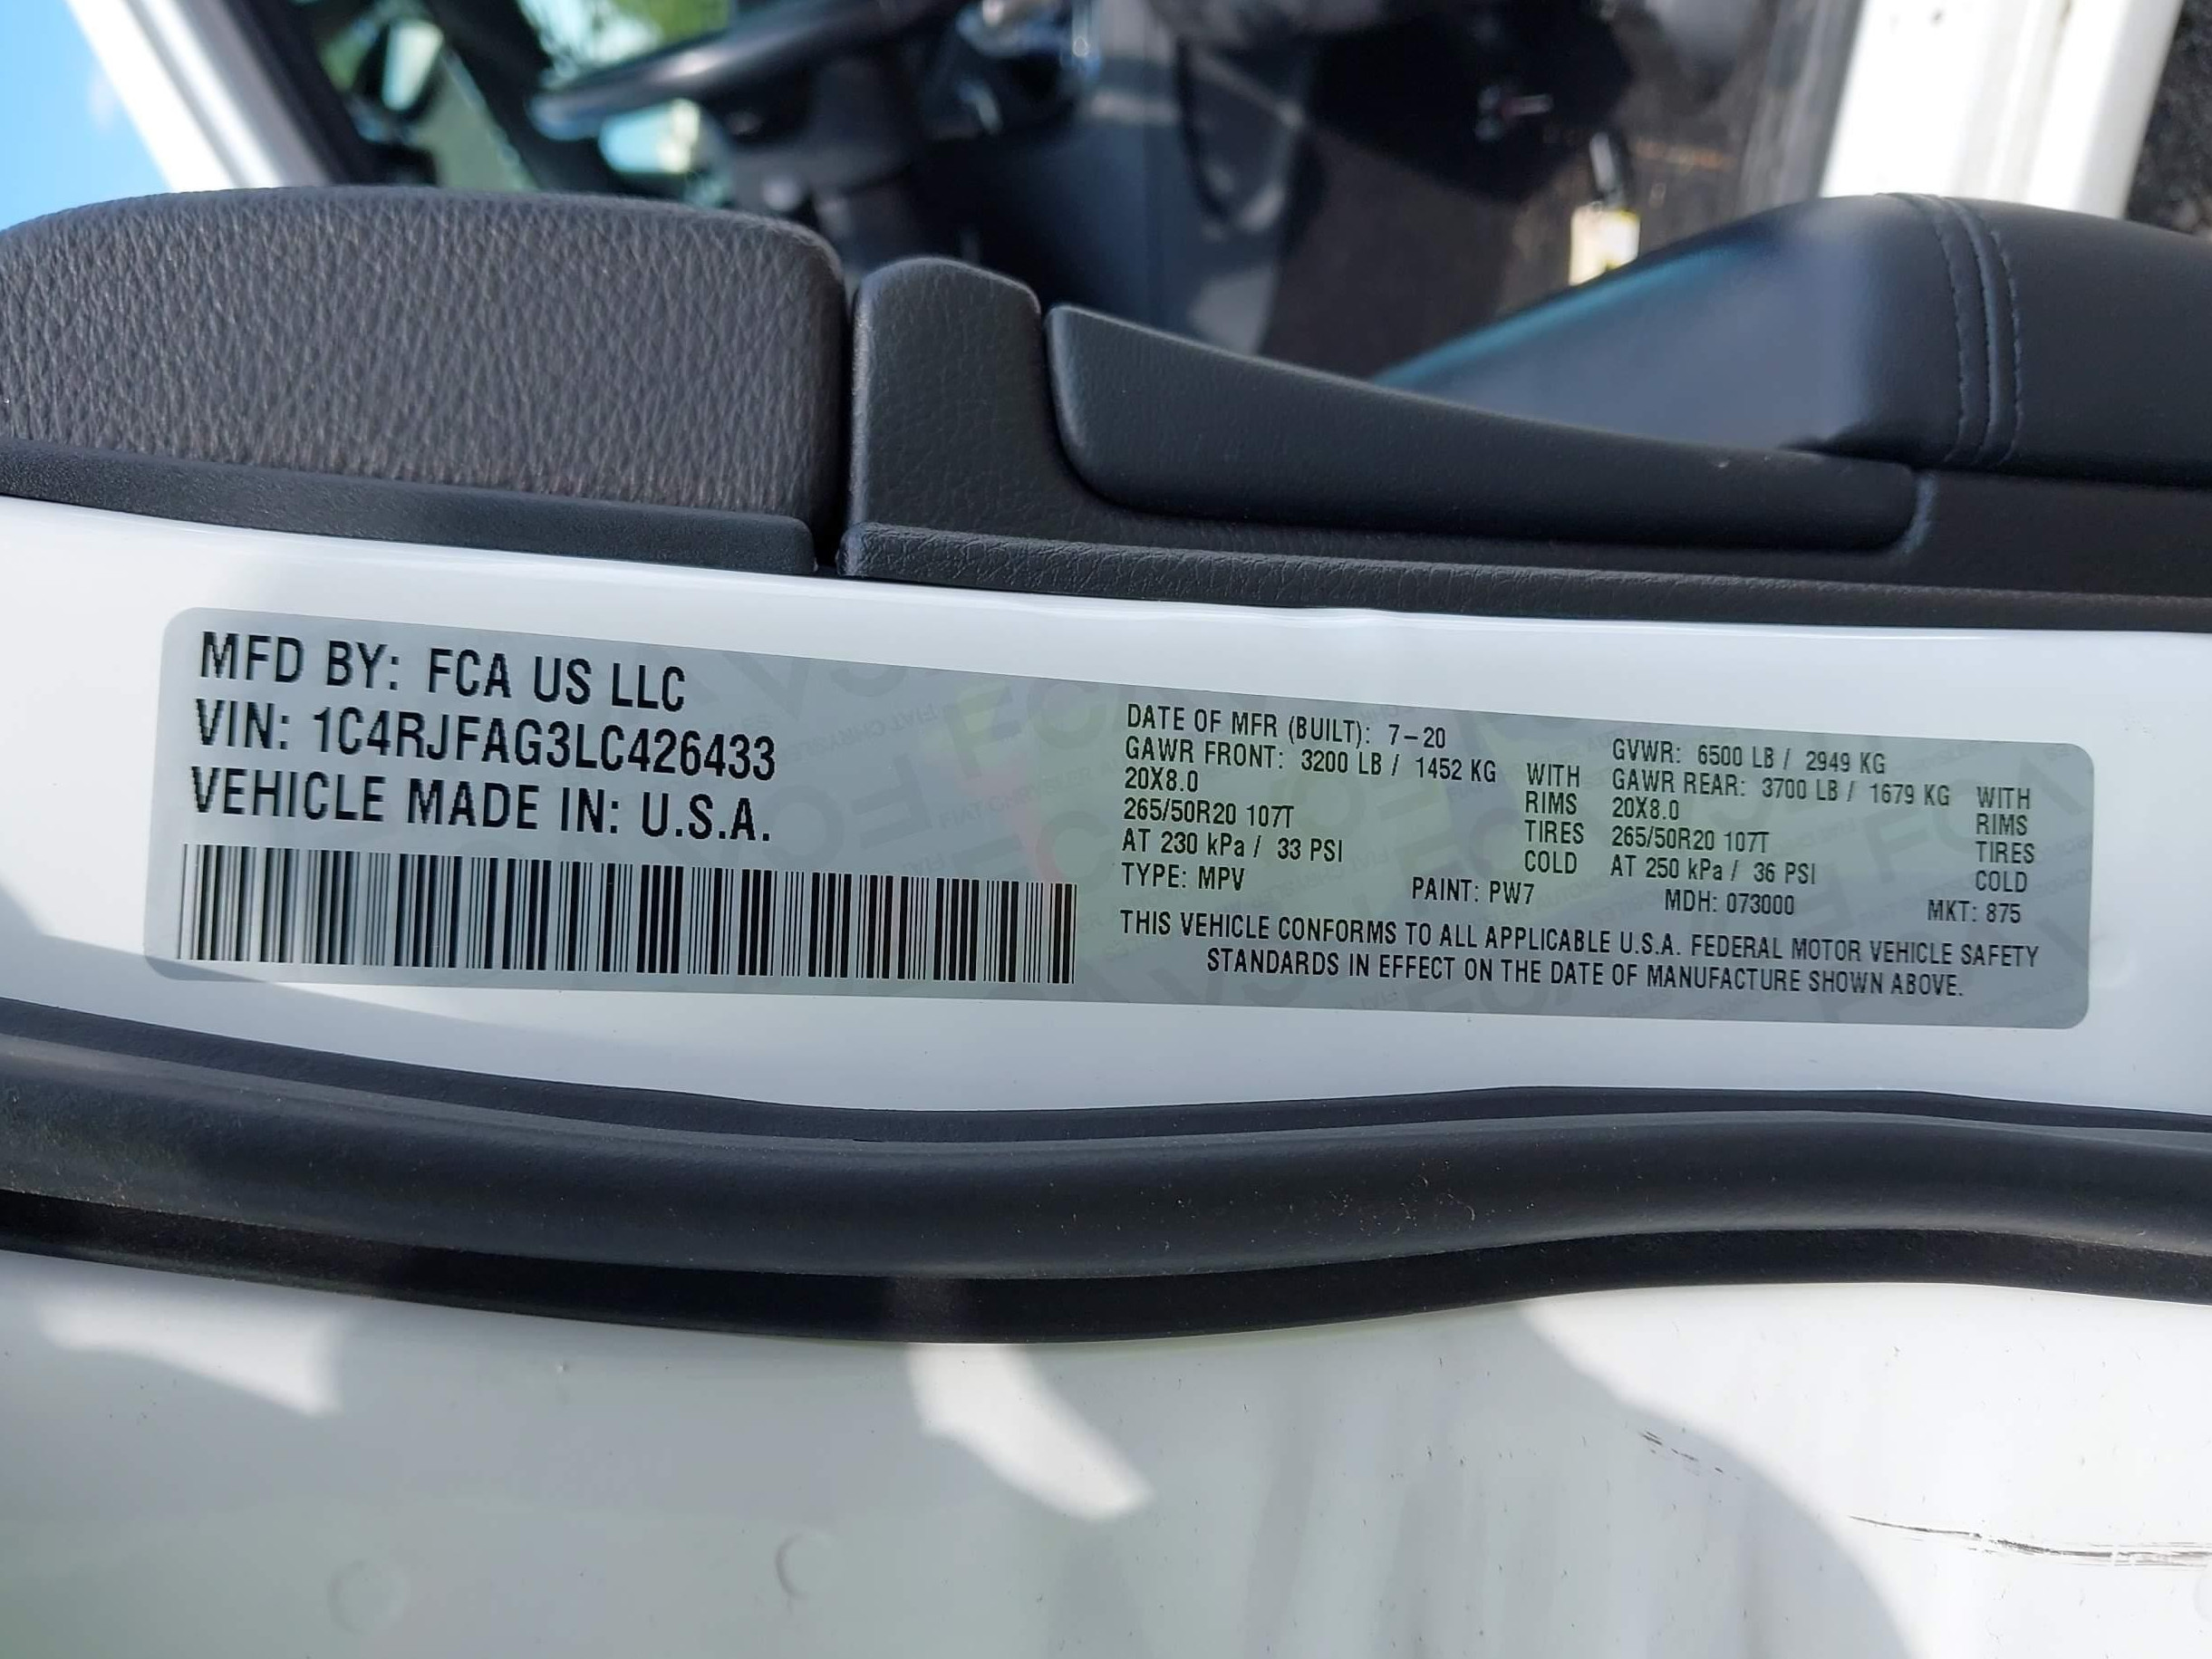 MFD BY: FCA US LLC
VIN: 1C4RJFAG3LC426433
VEHICLE MADE IN: U.S.A.
DATE OF MFR (BUILT): 7-20
GAWR FRONT: 3200 LB / 1452 KG WITH
20X8.0 RIMS
265/50R20 107T TIRES
AT 230 kPa / 33 PSI COLD
GVWR: 6500 LB / 2949 KG
GAWR REAR: 3700 LB / 1679 KG WITH
20X8.0 RIMS
265/50R20 107T TIRES
AT 250 kPa / 36 PSI COLD
TYPE: MPV PAINT: PW7 MDH: 073000 MKT: 875
THIS VEHICLE CONFORMS TO ALL APPLICABLE U.S.A. FEDERAL MOTOR VEHICLE SAFETY
STANDARDS IN EFFECT ON THE DATE OF MANUFACTURE SHOWN ABOVE.